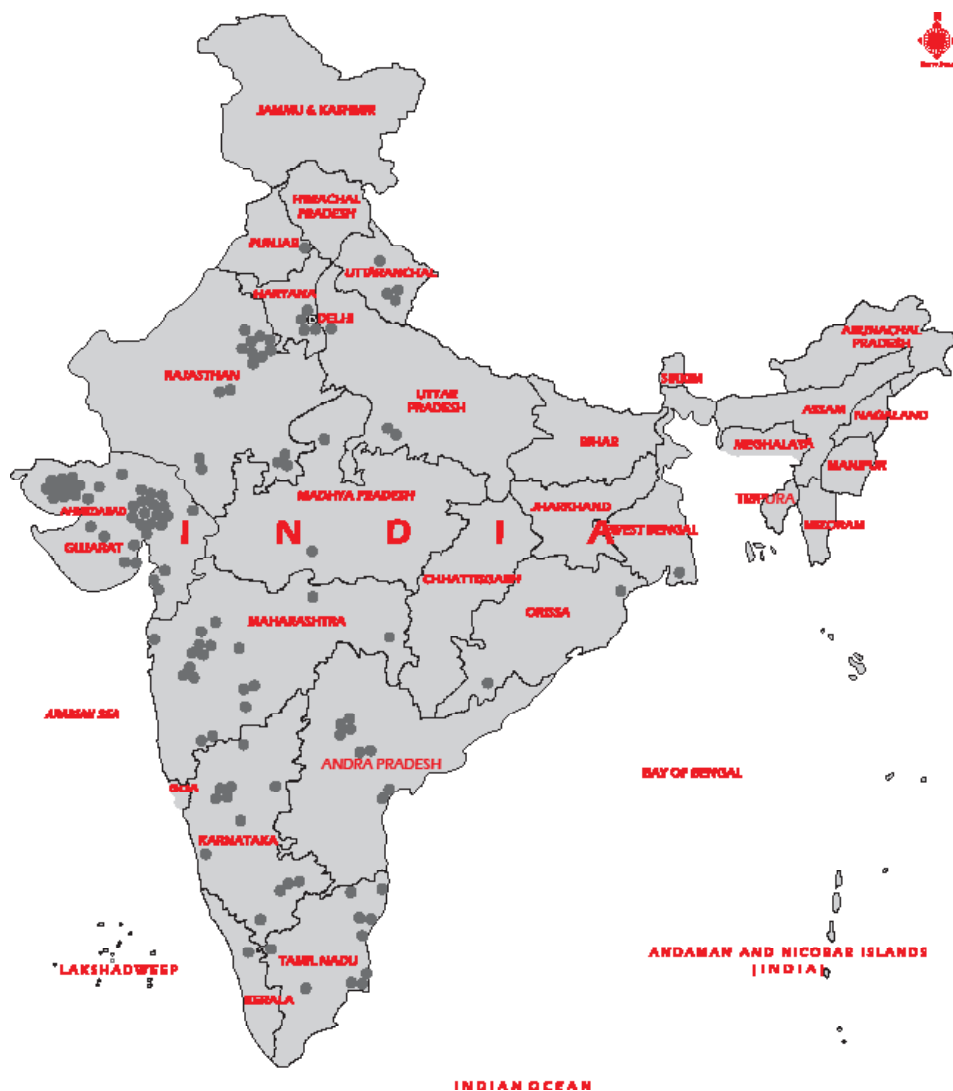 JAMMU & KASHMIR
HIMACHAL
PRADESH
PUNJAB
UTTARANCHAL
HARYANA
DELHI
ARUNACHAL
PRADESH
RAJASTHAN
SIKKIM
UTTAR
PRADESH
ASSAM
NAGALAND
BIHAR
MEGHALAYA
MANIPUR
MADHYA PRADESH
TRIPURA
AHMEDABAD
JHARKHAND
MIZORAM
INDIA
WEST BENGAL
GUJARAT
CHHATTISGARH
ORISSA
MAHARASHTRA
ARABIAN SEA
ANDRA PRADESH
BAY OF BENGAL
GOA
KARNATAKA
LAKSHADWEEP
TAMIL NADU
ANDAMAN AND NICOBAR ISLANDS
[INDIA]
KERALA
INDIAN OCEAN